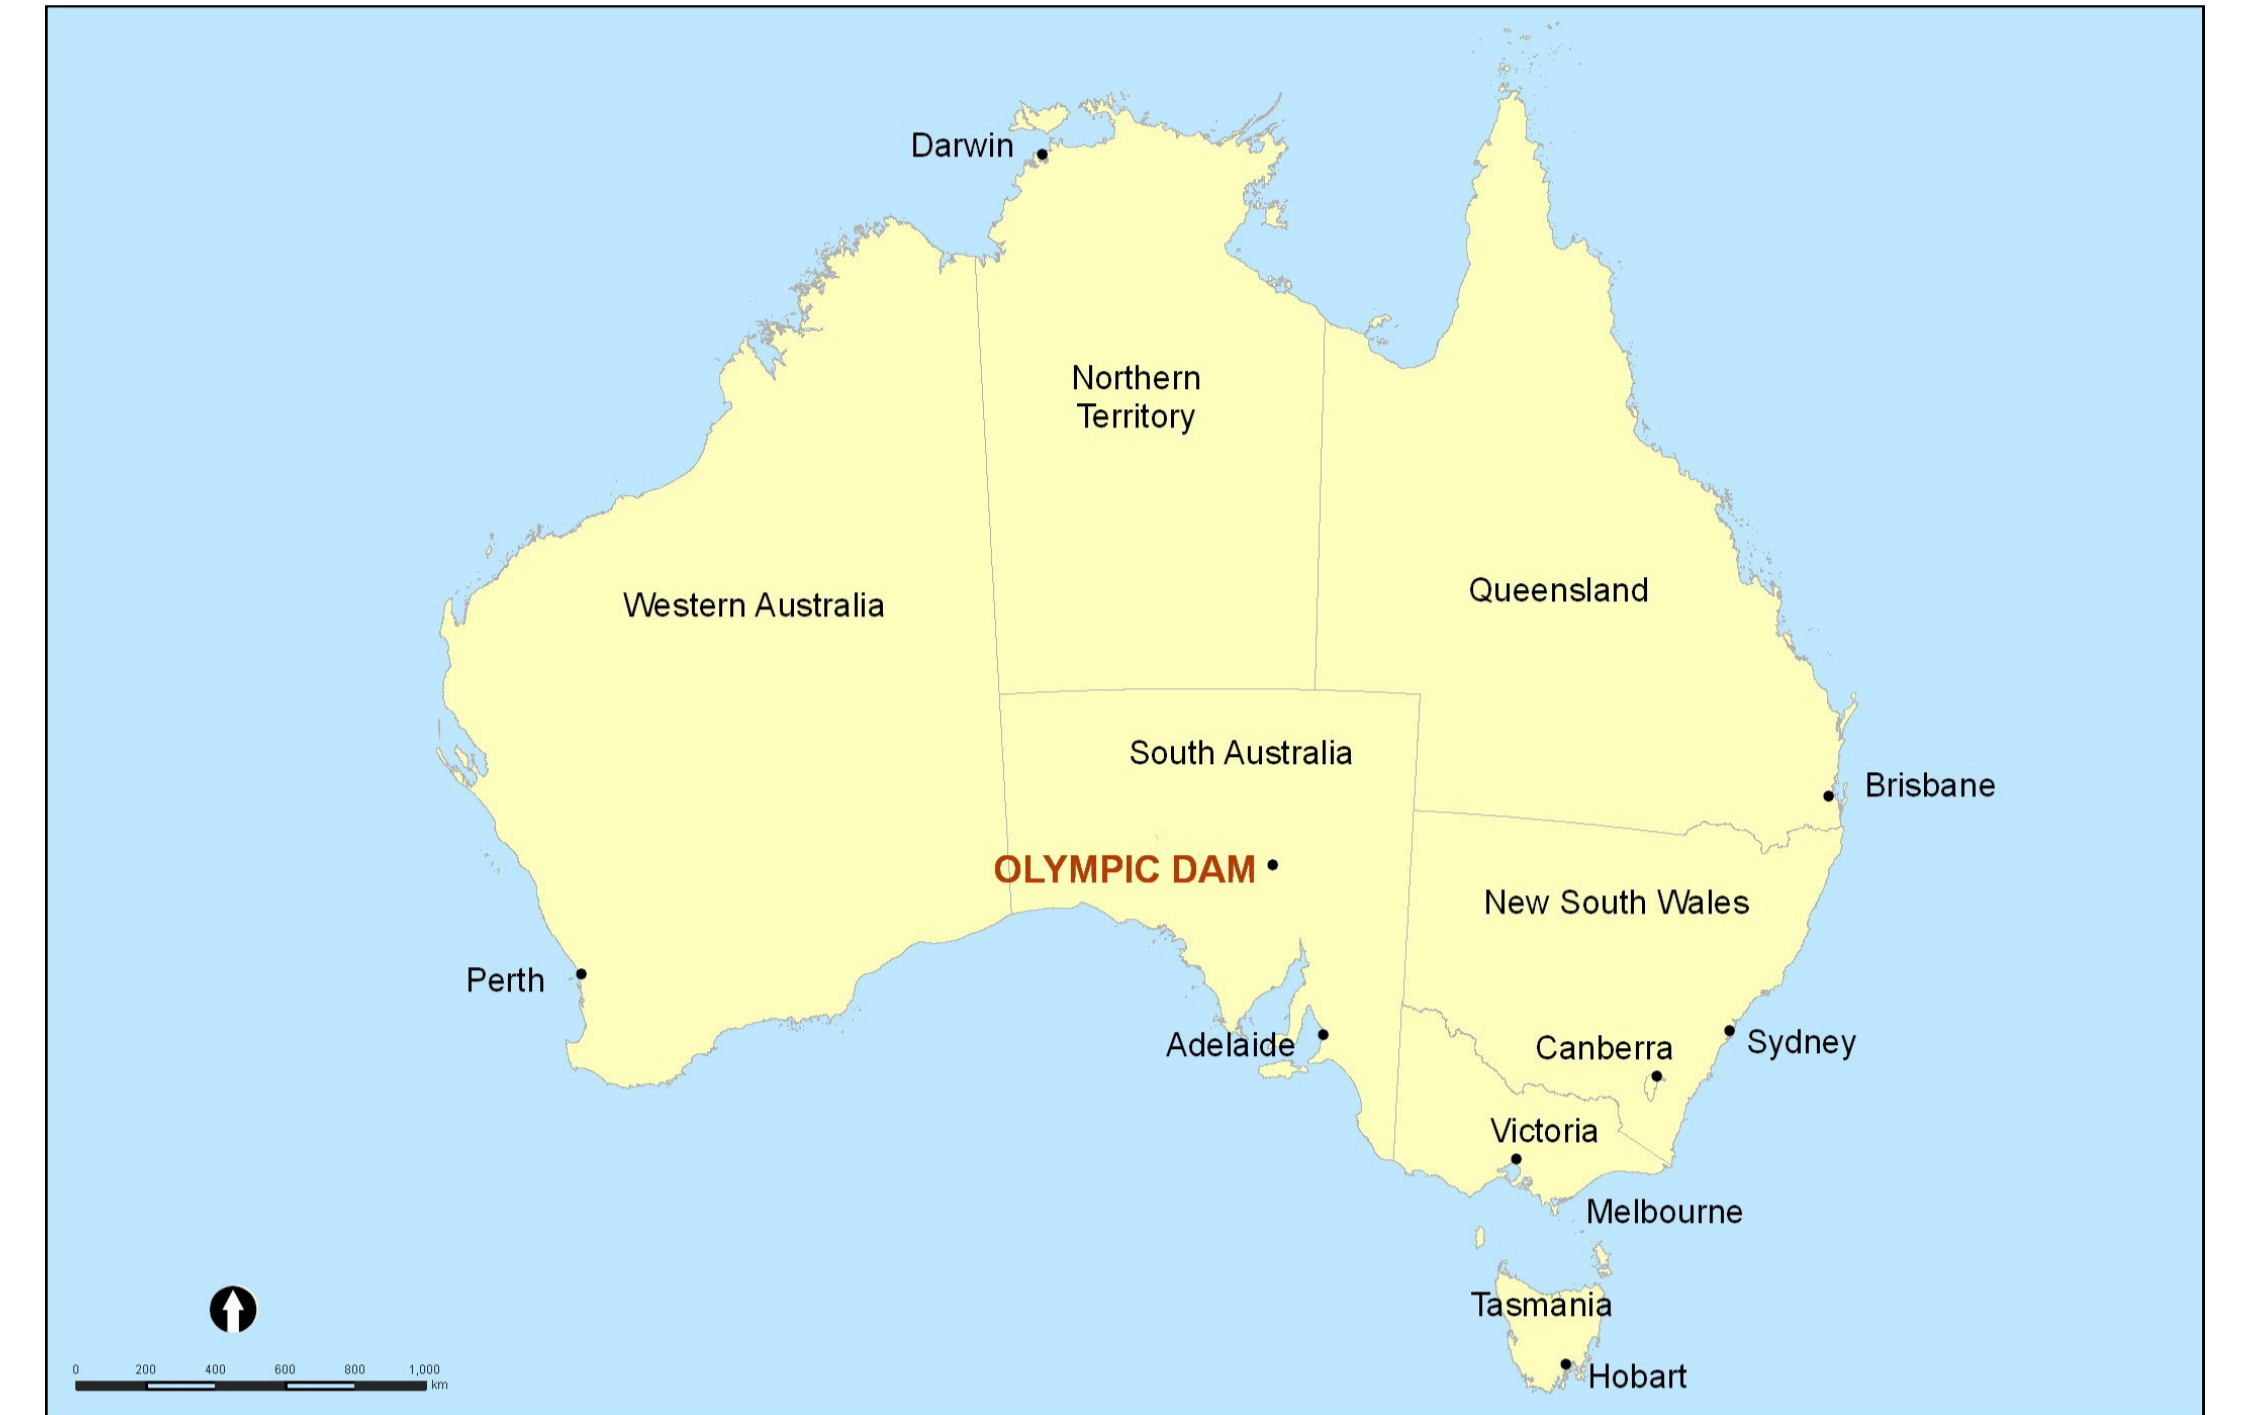 Darwin
Northern
Territory
Queensland
Western Australia
South Australia
Brisbane
OLYMPIC DAM
New South Wales
Perth
Adelaide
Canberra
Sydney
Victoria
Melbourne
Tasmania
Hobart
0 200 400 600 800 1,000
km